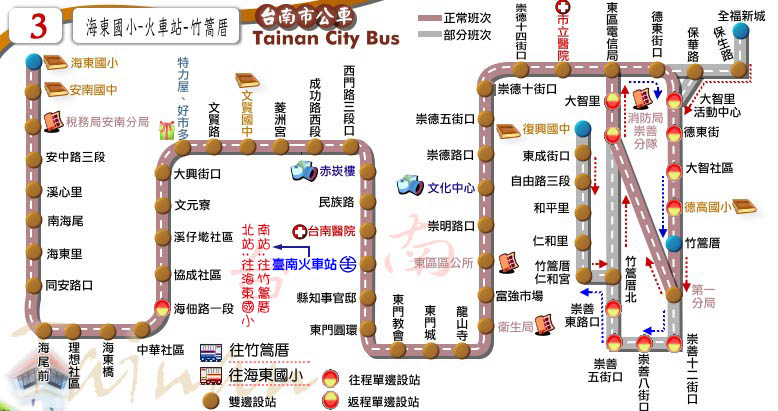 3
海東國小-火車站-竹篙厝
台南市公車
Tainan City Bus
正常班次
部分班次
海東國小
安南國中
稅務局安南分局
安中路三段
溪心里
南海尾
海東里
同安路口
海尾前
理想社區
海東橋
中華社區
海佃路一段
協成社區
溪仔墘社區
文元寮
大興街口
特力屋、好市多
文賢路
文賢國中
菱洲宮
成功路西段
西門路三段口
赤崁樓
民族路
台南醫院
臺南火車站
南站:往竹篙厝
北站:往海東國小
縣知事官邸
東門圓環
東門教會
東門城
龍山寺
衛生局
富強市場
東區區公所
崇明路口
文化中心
崇德路口
崇德五街口
崇德十街口
崇德十四街口
市立醫院
東區電信局
德東街口
保華路
保生路
全福新城
大智里
活動中心
德東街
大智社區
德高國小
竹篙厝
第一
分局
大智里
消防局
崇善
分隊
復興國中
東成街口
自由路三段
和平里
仁和里
竹篙厝
仁和宮
竹篙厝北
崇善
東路口
崇善
五街口
崇善八街口
崇善十二街口
台
南
往竹篙厝
往海東國小
雙邊設站
往程單邊設站
返程單邊設站